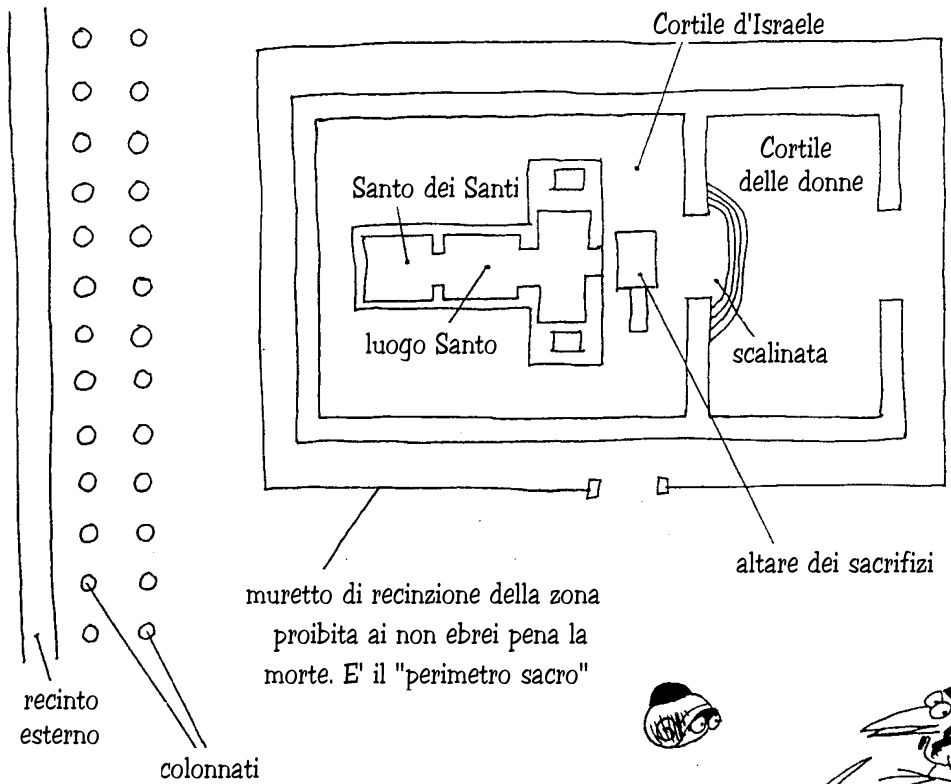 Cortile d'Israele
Cortile
delle donne
Santo dei Santi
luogo Santo
scalinata
altare dei sacrifizi
muretto di recinzione della zona
proibita ai non ebrei pena la
morte. E' il "perimetro sacro"
recinto
esterno
colonnati